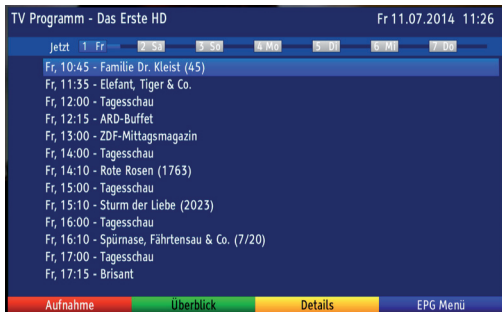 TV Programm - Das Erste HD Fr 11.07.2014 11:26
Jetzt 1 Fr 2 Sa 3 So 4 Mo 5 Di 6 Mi 7 Do
Fr, 10:45 - Familie Dr. Kleist (45)
Fr, 11:35 - Elefant, Tiger & Co.
Fr, 12:00 - Tagesschau
Fr, 12:15 - ARD-Buffet
Fr, 13:00 - ZDF-Mittagsmagazin
Fr, 14:00 - Tagesschau
Fr, 14:10 - Rote Rosen (1763)
Fr, 15:00 - Tagesschau
Fr, 15:10 - Sturm der Liebe (2023)
Fr, 16:00 - Tagesschau
Fr, 16:10 - Spürnase, Fährtensau & Co. (7/20)
Fr, 17:00 - Tagesschau
Fr, 17:15 - Brisant
Aufnahme Überblick Details EPG Menü